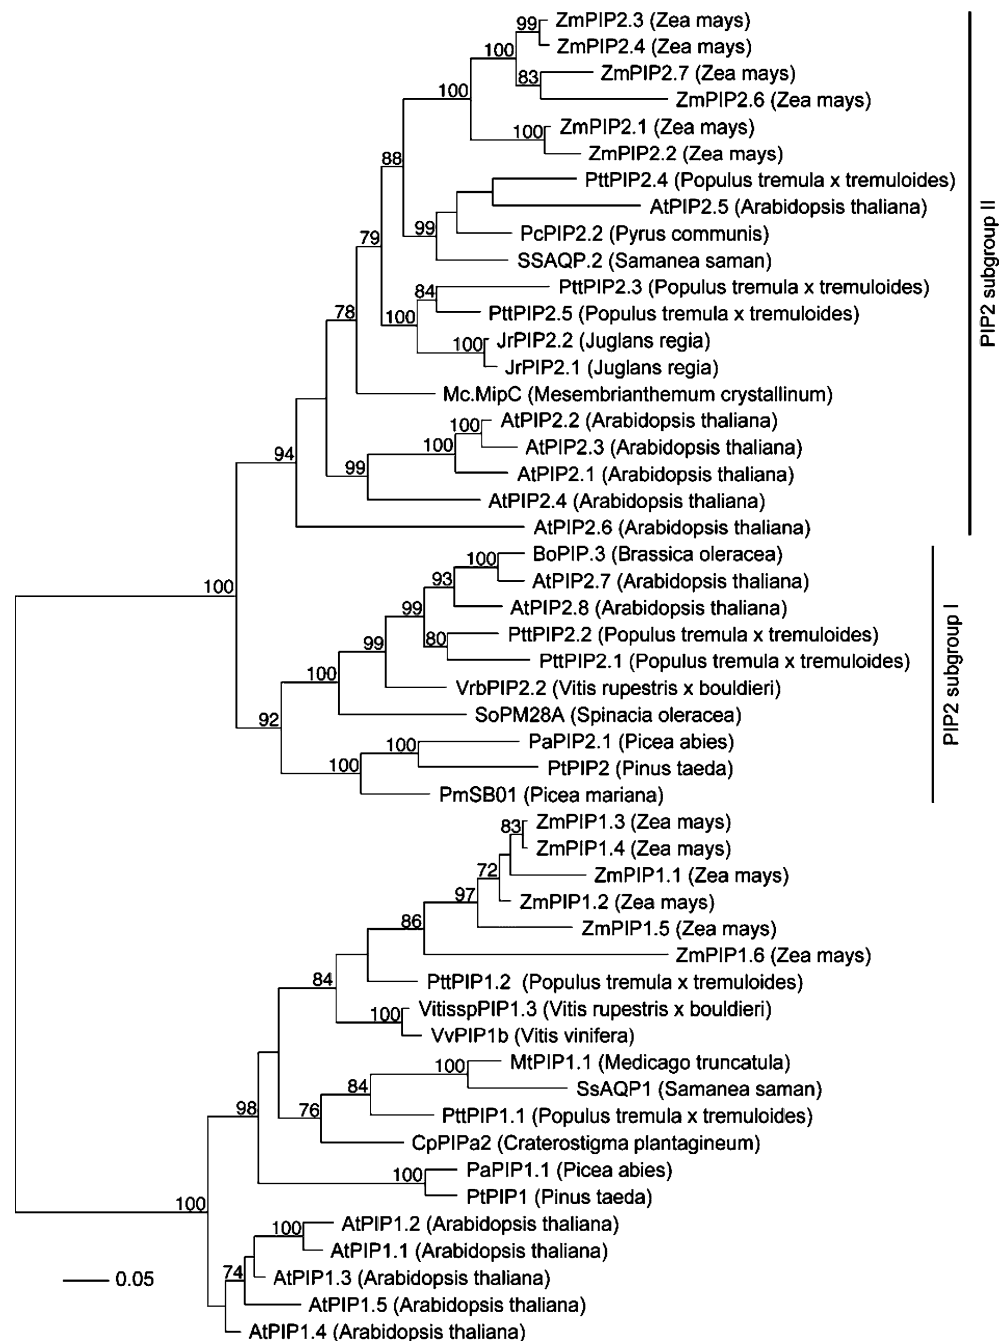 99 ZmPIP2.3 (Zea mays)
ZmPIP2.4 (Zea mays)
100
83 ZmPIP2.7 (Zea mays)
100 ZmPIP2.6 (Zea mays)
100 ZmPIP2.1 (Zea mays)
ZmPIP2.2 (Zea mays)
88
PttPIP2.4 (Populus tremula x tremuloides)
AtPIP2.5 (Arabidopsis thaliana)
99 PcPIP2.2 (Pyrus communis)
79
SSAQP.2 (Samanea saman)
84 PttPIP2.3 (Populus tremula x tremuloides)
78 100 PttPIP2.5 (Populus tremula x tremuloides)
100 JrPIP2.2 (Juglans regia)
JrPIP2.1 (Juglans regia)
Mc.MipC (Mesembrianthemum crystallinum)
100 AtPIP2.2 (Arabidopsis thaliana)
100 AtPIP2.3 (Arabidopsis thaliana)
94 99 AtPIP2.1 (Arabidopsis thaliana)
AtPIP2.4 (Arabidopsis thaliana)
AtPIP2.6 (Arabidopsis thaliana)
PIP2 subgroup II
100 BoPIP.3 (Brassica oleracea)
100 93 AtPIP2.7 (Arabidopsis thaliana)
99 AtPIP2.8 (Arabidopsis thaliana)
99 80 PttPIP2.2 (Populus tremula x tremuloides)
PttPIP2.1 (Populus tremula x tremuloides)
100 VrbPIP2.2 (Vitis rupestris x bouldieri)
92 SoPM28A (Spinacia oleracea)
100 PaPIP2.1 (Picea abies)
100 PtPIP2 (Pinus taeda)
PmSB01 (Picea mariana)
PIP2 subgroup I
83 ZmPIP1.3 (Zea mays)
ZmPIP1.4 (Zea mays)
72 ZmPIP1.1 (Zea mays)
97 ZmPIP1.2 (Zea mays)
86 ZmPIP1.5 (Zea mays)
ZmPIP1.6 (Zea mays)
84 PttPIP1.2 (Populus tremula x tremuloides)
100 VitisspPIP1.3 (Vitis rupestris x bouldieri)
VvPIP1b (Vitis vinifera)
100 MtPIP1.1 (Medicago truncatula)
84 SsAQP1 (Samanea saman)
98 76 PttPIP1.1 (Populus tremula x tremuloides)
CpPIPa2 (Craterostigma plantagineum)
100 PaPIP1.1 (Picea abies)
100 PtPIP1 (Pinus taeda)
100 AtPIP1.2 (Arabidopsis thaliana)
AtPIP1.1 (Arabidopsis thaliana)
0.05 74 AtPIP1.3 (Arabidopsis thaliana)
AtPIP1.5 (Arabidopsis thaliana)
AtPIP1.4 (Arabidopsis thaliana)